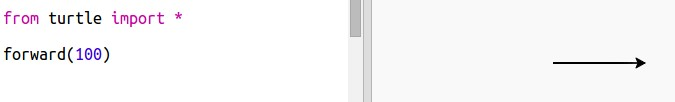 from turtle import *
forward(100)